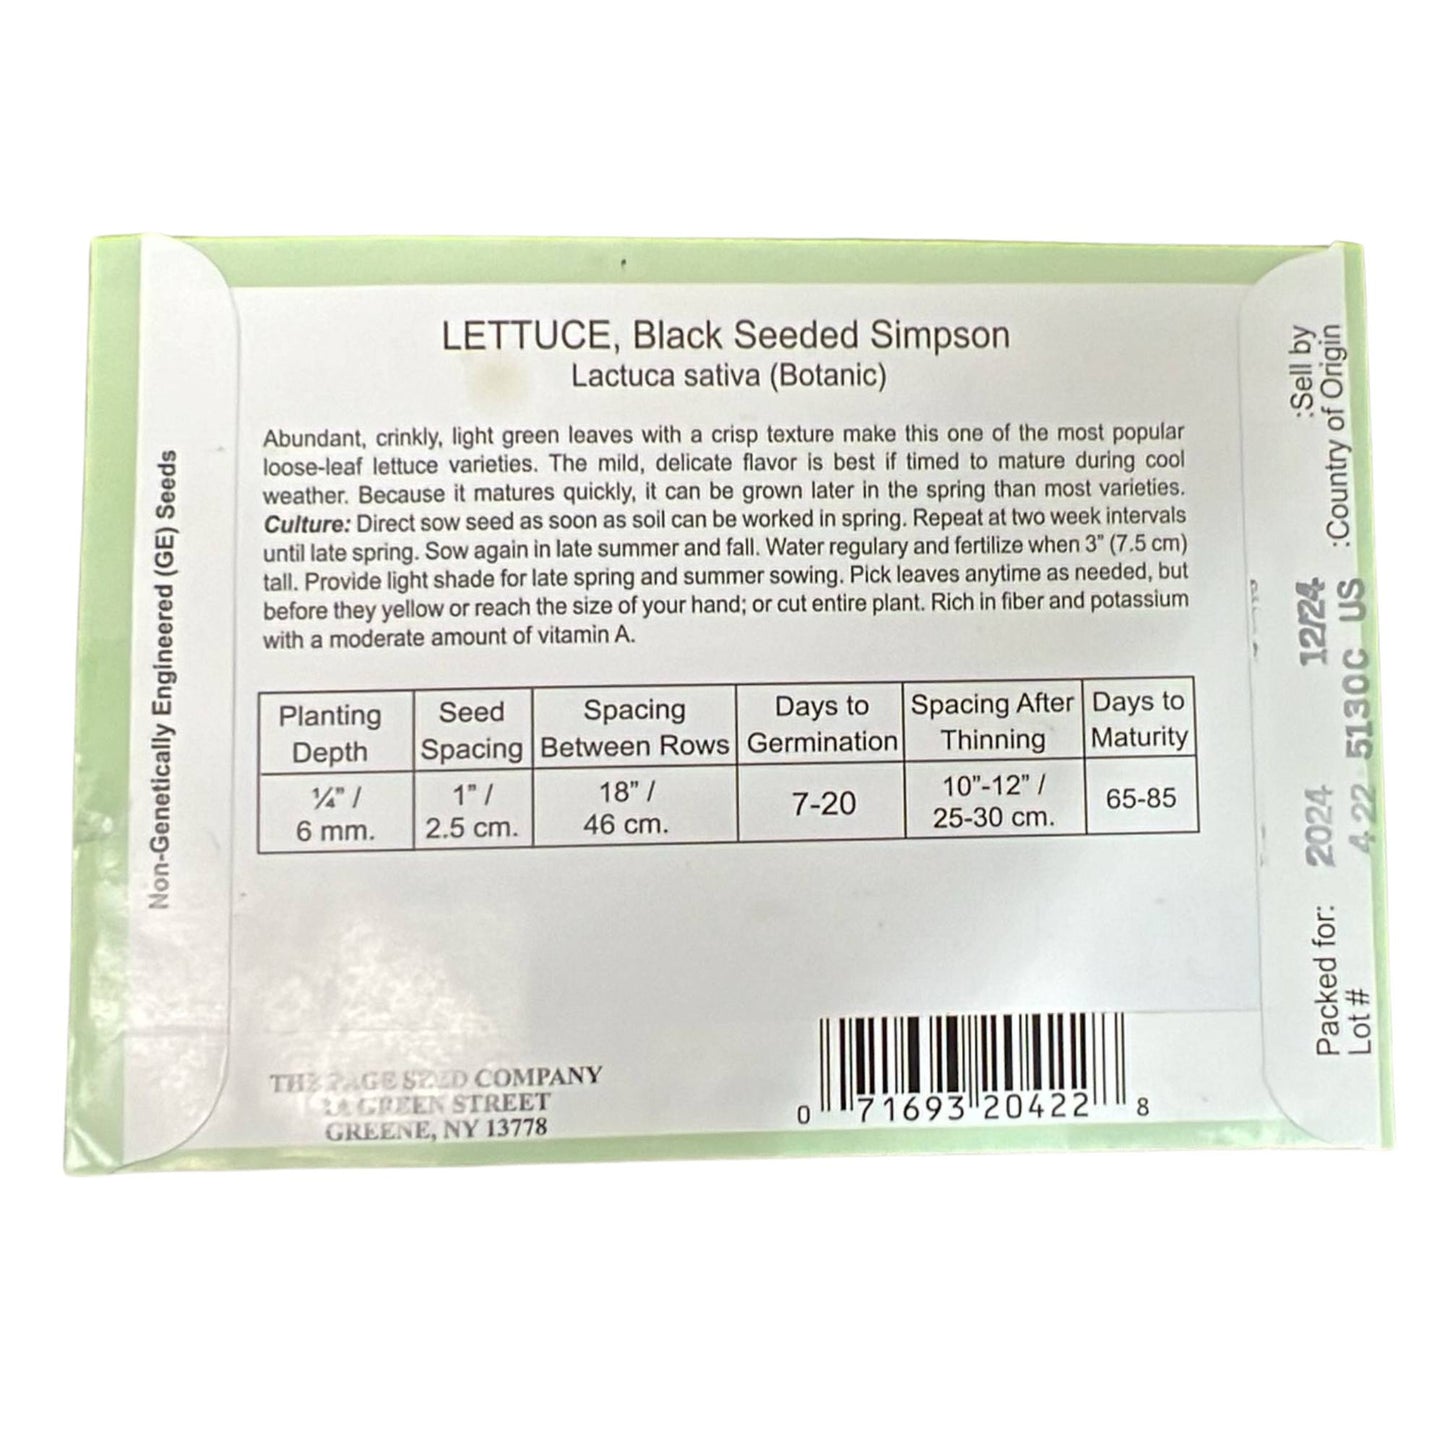 LETTUCE, Black Seeded Simpson
Lactuca sativa (Botanic)
Abundant, crinkly, light green leaves with a crisp texture make this one of the most popular
loose-leaf lettuce varieties. The mild, delicate flavor is best if timed to mature during cool
weather. Because it matures quickly, it can be grown later in the spring than most varieties.
Culture: Direct sow seed as soon as soil can be worked in spring. Repeat at two week intervals
until late spring. Sow again in late summer and fall. Water regulary and fertilize when 3" (7.5 cm)
tall. Provide light shade for late spring and summer sowing. Pick leaves anytime as needed, but
before they yellow or reach the size of your hand; or cut entire plant. Rich in fiber and potassium
with a moderate amount of vitamin A.
Planting Depth
Seed Spacing
Spacing Between Rows
Days to Germination
Spacing After Thinning
Days to Maturity
¼" / 6 mm.
1" / 2.5 cm.
18" / 46 cm.
7-20
10"-12" / 25-30 cm.
65-85
THE PAGE SEED COMPANY
GREEN STREET
GREENE, NY 13778
0 71693 20422 8
Non-Genetically Engineered (GE) Seeds
Packed for: 2024 12/24 :Sell by
Lot # 4.22 5130C US :Country of Origin